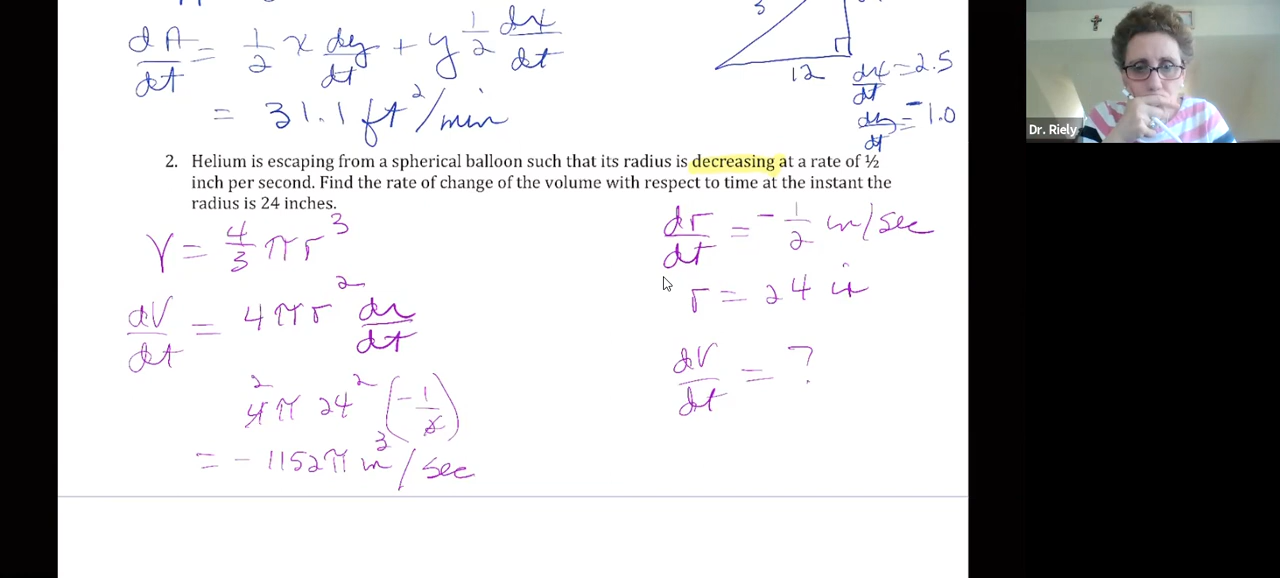 dA/dt = 1/2 x dy/dt + y 1/2 dx/dt
= 31.1 ft²/min
3
12
dx/dt = 2.5
dy/dt = -1.0
Dr. Riely
2. Helium is escaping from a spherical balloon such that its radius is decreasing at a rate of ½
inch per second. Find the rate of change of the volume with respect to time at the instant the
radius is 24 inches.
V = 4/3 πr³
dV/dt = 4πr² dr/dt
2
4π 24² (-1/2)
= - 1152π in³/sec
dr/dt = - 1/2 in/sec
r = 24 in
dV/dt = ?